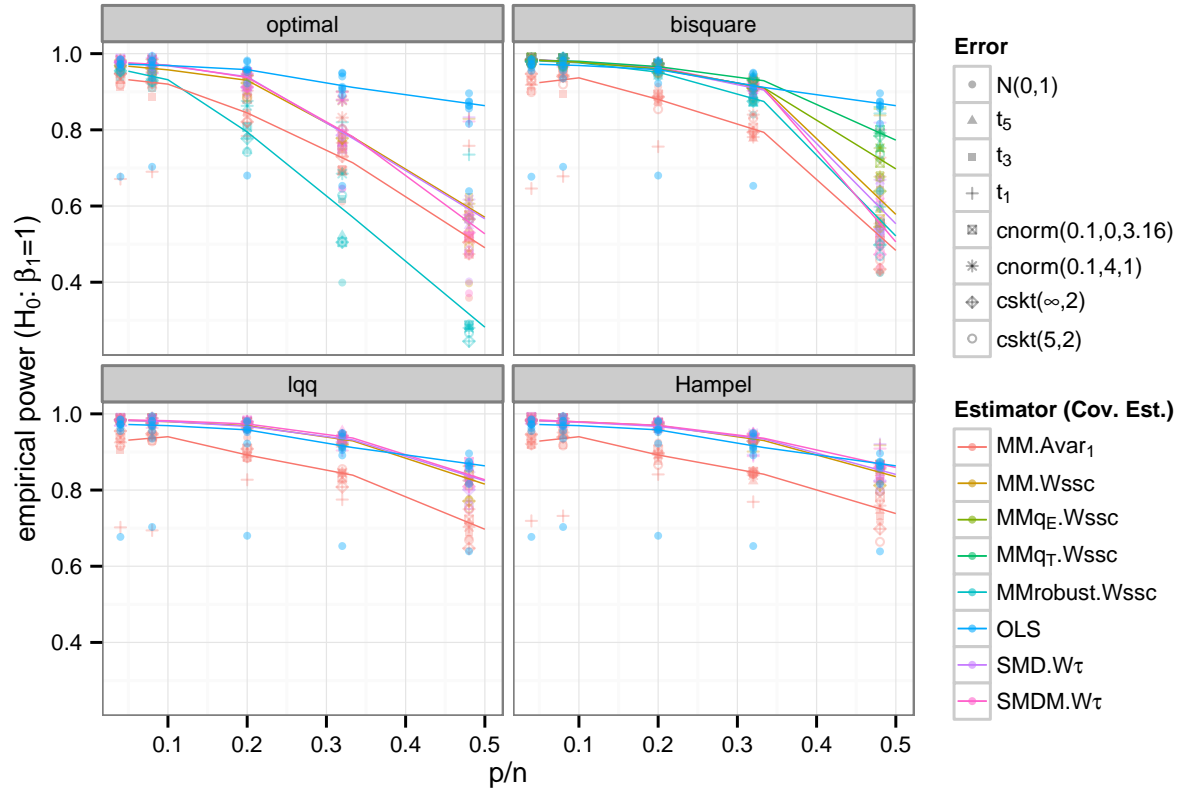 optimal
bisquare
1.0
0.8
0.6
0.4
lqq
Hampel
1.0
0.8
0.6
0.4
0.1 0.2 0.3 0.4 0.5
0.1 0.2 0.3 0.4 0.5
p/n
empirical power (H₀: β₁=1)
Error
N(0,1)
t₅
t₃
t₁
cnorm(0.1,0,3.16)
cnorm(0.1,4,1)
cskt(∞,2)
cskt(5,2)
Estimator (Cov. Est.)
MM.Avar₁
MM.Wssc
MMqE.Wssc
MMqT.Wssc
MMrobust.Wssc
OLS
SMD.Wτ
SMDM.Wτ